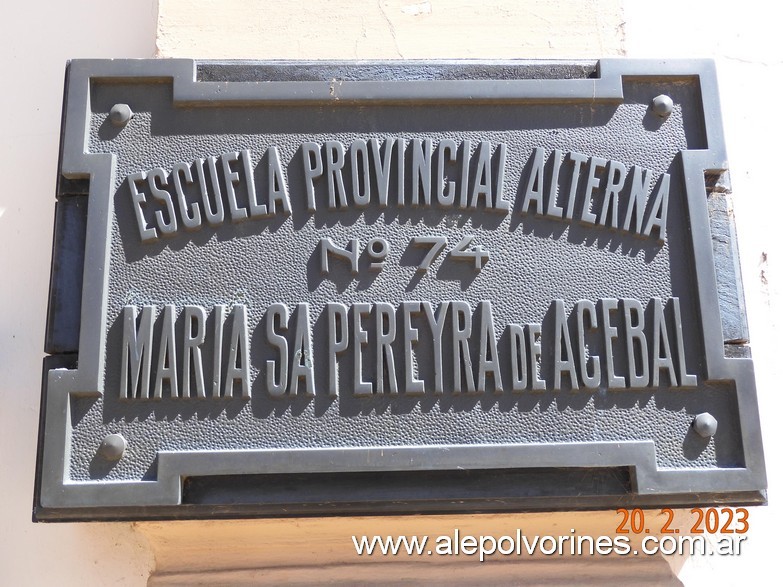 ESCUELA PROVINCIAL ALTERNA
Nº 74
MARIA SA PEREYRA DE ACEBAL
20. 2. 2023
www.alepolvorines.com.ar